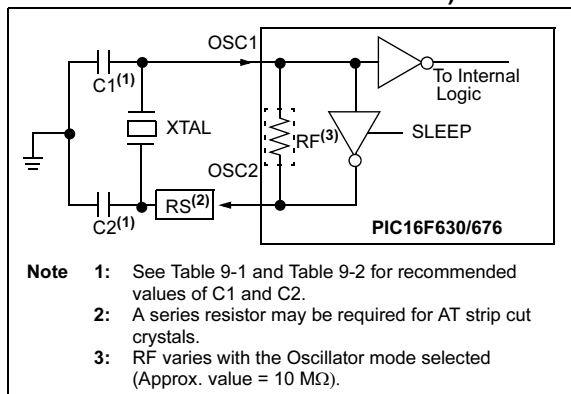 OSC1
C1(1)
To Internal
Logic
XTAL
RF(3)
SLEEP
OSC2
C2(1)
RS(2)
PIC16F630/676
Note 1: See Table 9-1 and Table 9-2 for recommended
values of C1 and C2.
2: A series resistor may be required for AT strip cut
crystals.
3: RF varies with the Oscillator mode selected
(Approx. value = 10 MΩ).